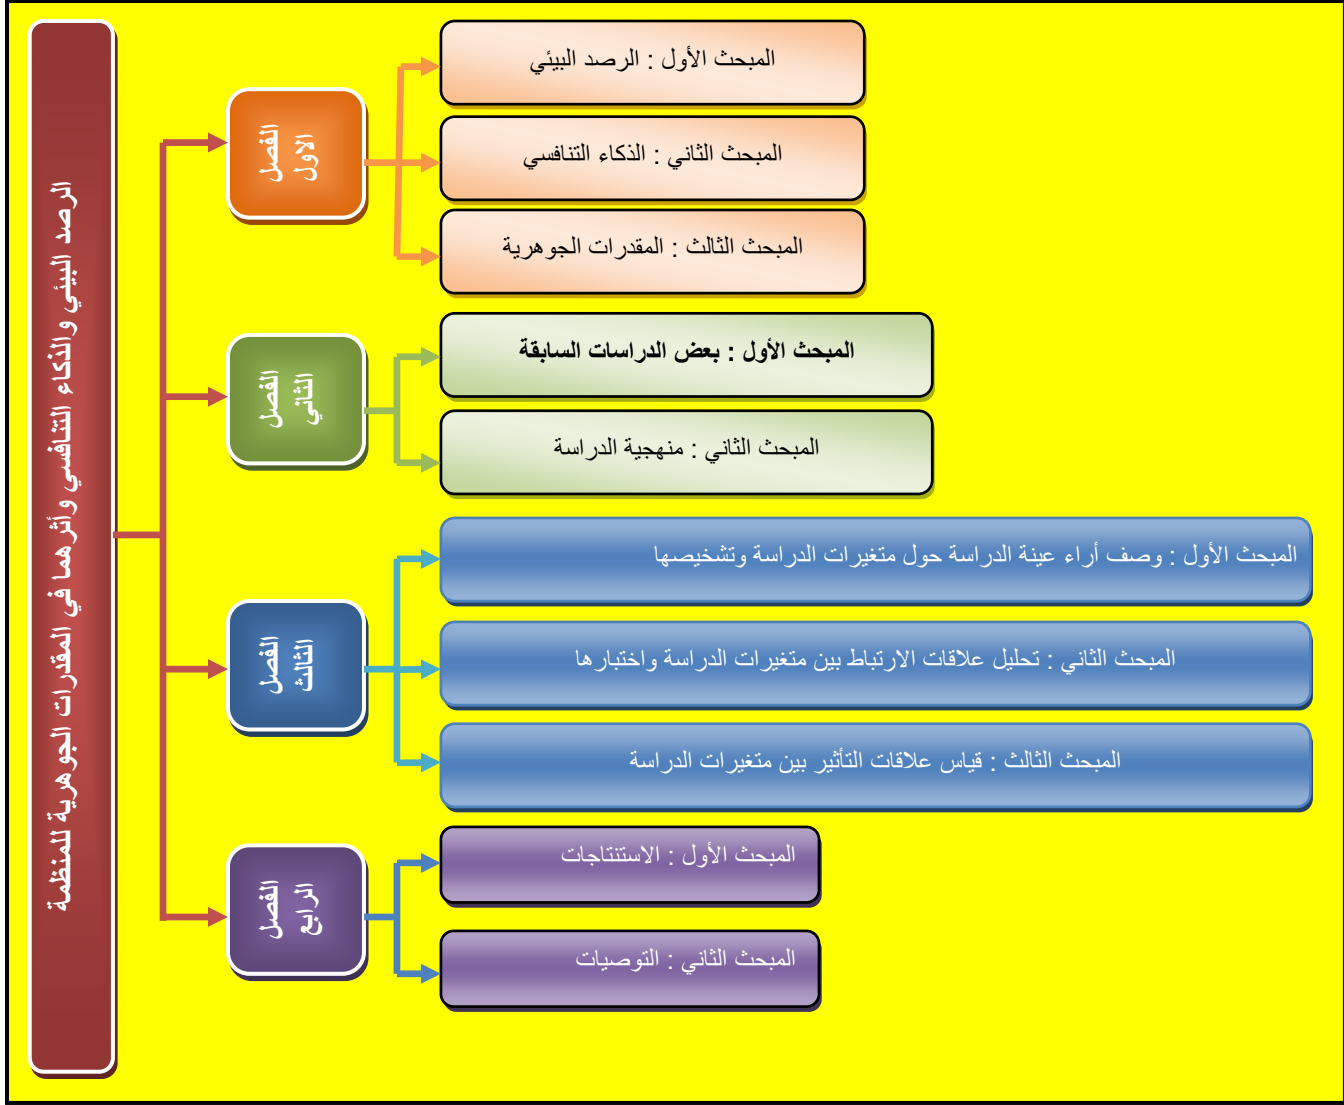 الرصد البيئي والذكاء التنافسي وأثرهما في المقدرات الجوهرية للمنظمة
الفصل
الاول
المبحث الأول : الرصد البيئي
المبحث الثاني : الذكاء التنافسي
المبحث الثالث : المقدرات الجوهرية
الفصل
الثاني
المبحث الأول : بعض الدراسات السابقة
المبحث الثاني : منهجية الدراسة
الفصل
الثالث
المبحث الأول : وصف أراء عينة الدراسة حول متغيرات الدراسة وتشخيصها
المبحث الثاني : تحليل علاقات الارتباط بين متغيرات الدراسة واختبارها
المبحث الثالث : قياس علاقات التأثير بين متغيرات الدراسة
الفصل
الرابع
المبحث الأول : الاستنتاجات
المبحث الثاني : التوصيات